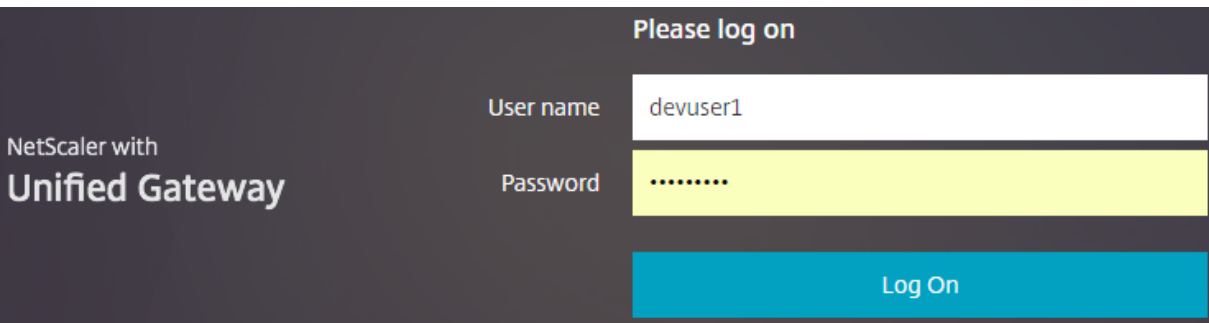 Please log on
User name
devuser1
NetScaler with
Unified Gateway
Password
•••••••••
Log On